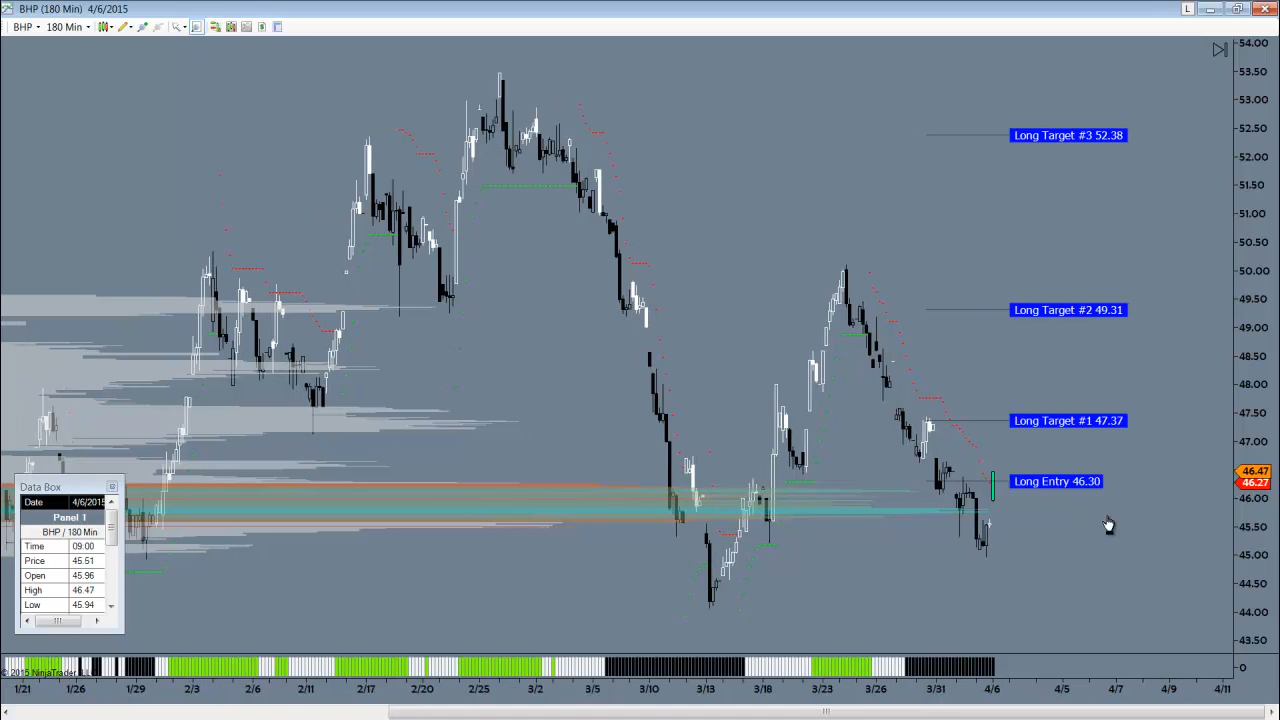 BHP (180 Min)  4/6/2015
L
BHP 180 Min
54.00
53.50
53.00
52.50
52.00
51.50
51.00
50.50
50.00
49.50
49.00
48.50
48.00
47.50
47.00
46.47
46.27
46.00
45.50
45.00
44.50
44.00
43.50
0
Long Target #3 52.38
Long Target #2 49.31
Long Target #1 47.37
Long Entry 46.30
Data Box
Date 4/6/2015
Panel 1
BHP / 180 Min
Time 09.00
Price 45.51
Open 45.96
High 46.47
Low 45.94
© 2015 NinjaTrader, LLC
1/21 1/26 1/29 2/3 2/6 2/11 2/17 2/20 2/25 3/2 3/5 3/10 3/13 3/18 3/23 3/26 3/31 4/6 4/5 4/7 4/9 4/11